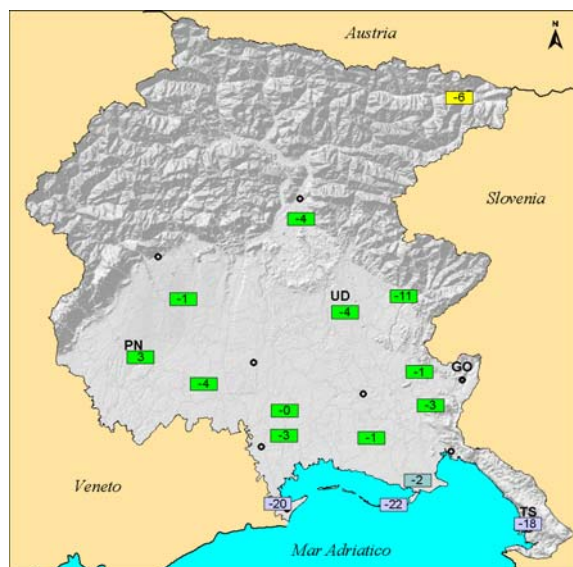 Austria
N
-6
Slovenia
-4
-1
UD
-11
-4
PN
3
-1
GO
-4
-3
-0
-3
-1
-2
Veneto
-20
-22
TS
-18
Mar Adriatico